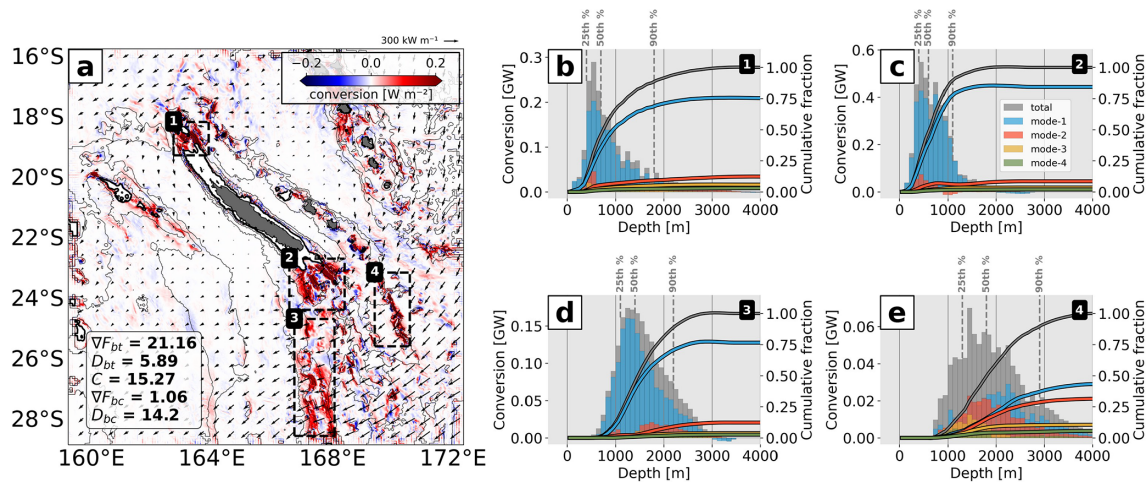 300 kW m⁻¹
a
16°S
18°S
20°S
22°S
24°S
26°S
28°S
160°E
164°E
168°E
172°E
−0.2 0.0 0.2
conversion [W m⁻²]
1
2
3
4
∇F_bt = 21.16
D_bt = 5.89
C = 15.27
∇F_bc = 1.06
D_bc = 14.2
b
1
25th %
50th %
90th %
Conversion [GW]
0.3
0.2
0.1
0.0
Cumulative fraction
1.00
0.75
0.50
0.25
0.00
0 1000 2000 3000 4000
Depth [m]
c
2
25th %
50th %
90th %
Conversion [GW]
0.6
0.4
0.2
0.0
total
mode-1
mode-2
mode-3
mode-4
Cumulative fraction
1.00
0.75
0.50
0.25
0.00
0 1000 2000 3000 4000
Depth [m]
d
3
25th %
50th %
90th %
Conversion [GW]
0.15
0.10
0.05
0.00
Cumulative fraction
1.00
0.75
0.50
0.25
0.00
0 1000 2000 3000 4000
Depth [m]
e
4
25th %
50th %
90th %
Conversion [GW]
0.06
0.04
0.02
0.00
Cumulative fraction
1.00
0.75
0.50
0.25
0.00
0 1000 2000 3000 4000
Depth [m]